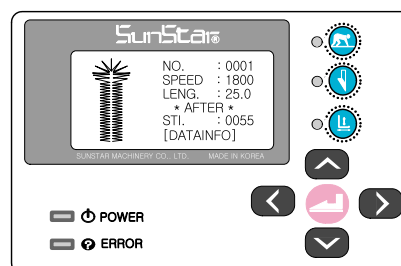 SunStar®
NO. : 0001
SPEED : 1800
LENG. : 25.0
* AFTER *
STI. : 0055
[DATAINFO]
SUNSTAR MACHINERY CO., LTD. MADE IN KOREA
POWER
ERROR